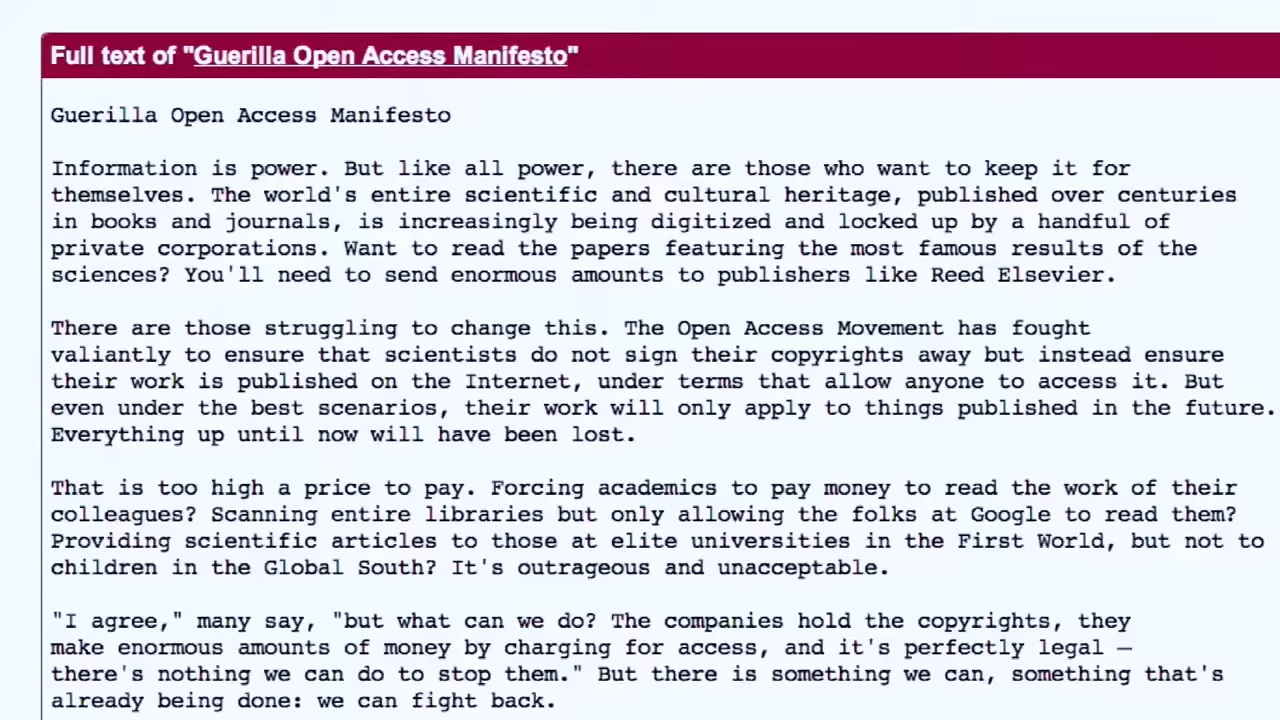 Full text of "Guerilla Open Access Manifesto"
Guerilla Open Access Manifesto
Information is power. But like all power, there are those who want to keep it for
themselves. The world's entire scientific and cultural heritage, published over centuries
in books and journals, is increasingly being digitized and locked up by a handful of
private corporations. Want to read the papers featuring the most famous results of the
sciences? You'll need to send enormous amounts to publishers like Reed Elsevier.
There are those struggling to change this. The Open Access Movement has fought
valiantly to ensure that scientists do not sign their copyrights away but instead ensure
their work is published on the Internet, under terms that allow anyone to access it. But
even under the best scenarios, their work will only apply to things published in the future.
Everything up until now will have been lost.
That is too high a price to pay. Forcing academics to pay money to read the work of their
colleagues? Scanning entire libraries but only allowing the folks at Google to read them?
Providing scientific articles to those at elite universities in the First World, but not to
children in the Global South? It's outrageous and unacceptable.
"I agree," many say, "but what can we do? The companies hold the copyrights, they
make enormous amounts of money by charging for access, and it's perfectly legal —
there's nothing we can do to stop them." But there is something we can, something that's
already being done: we can fight back.